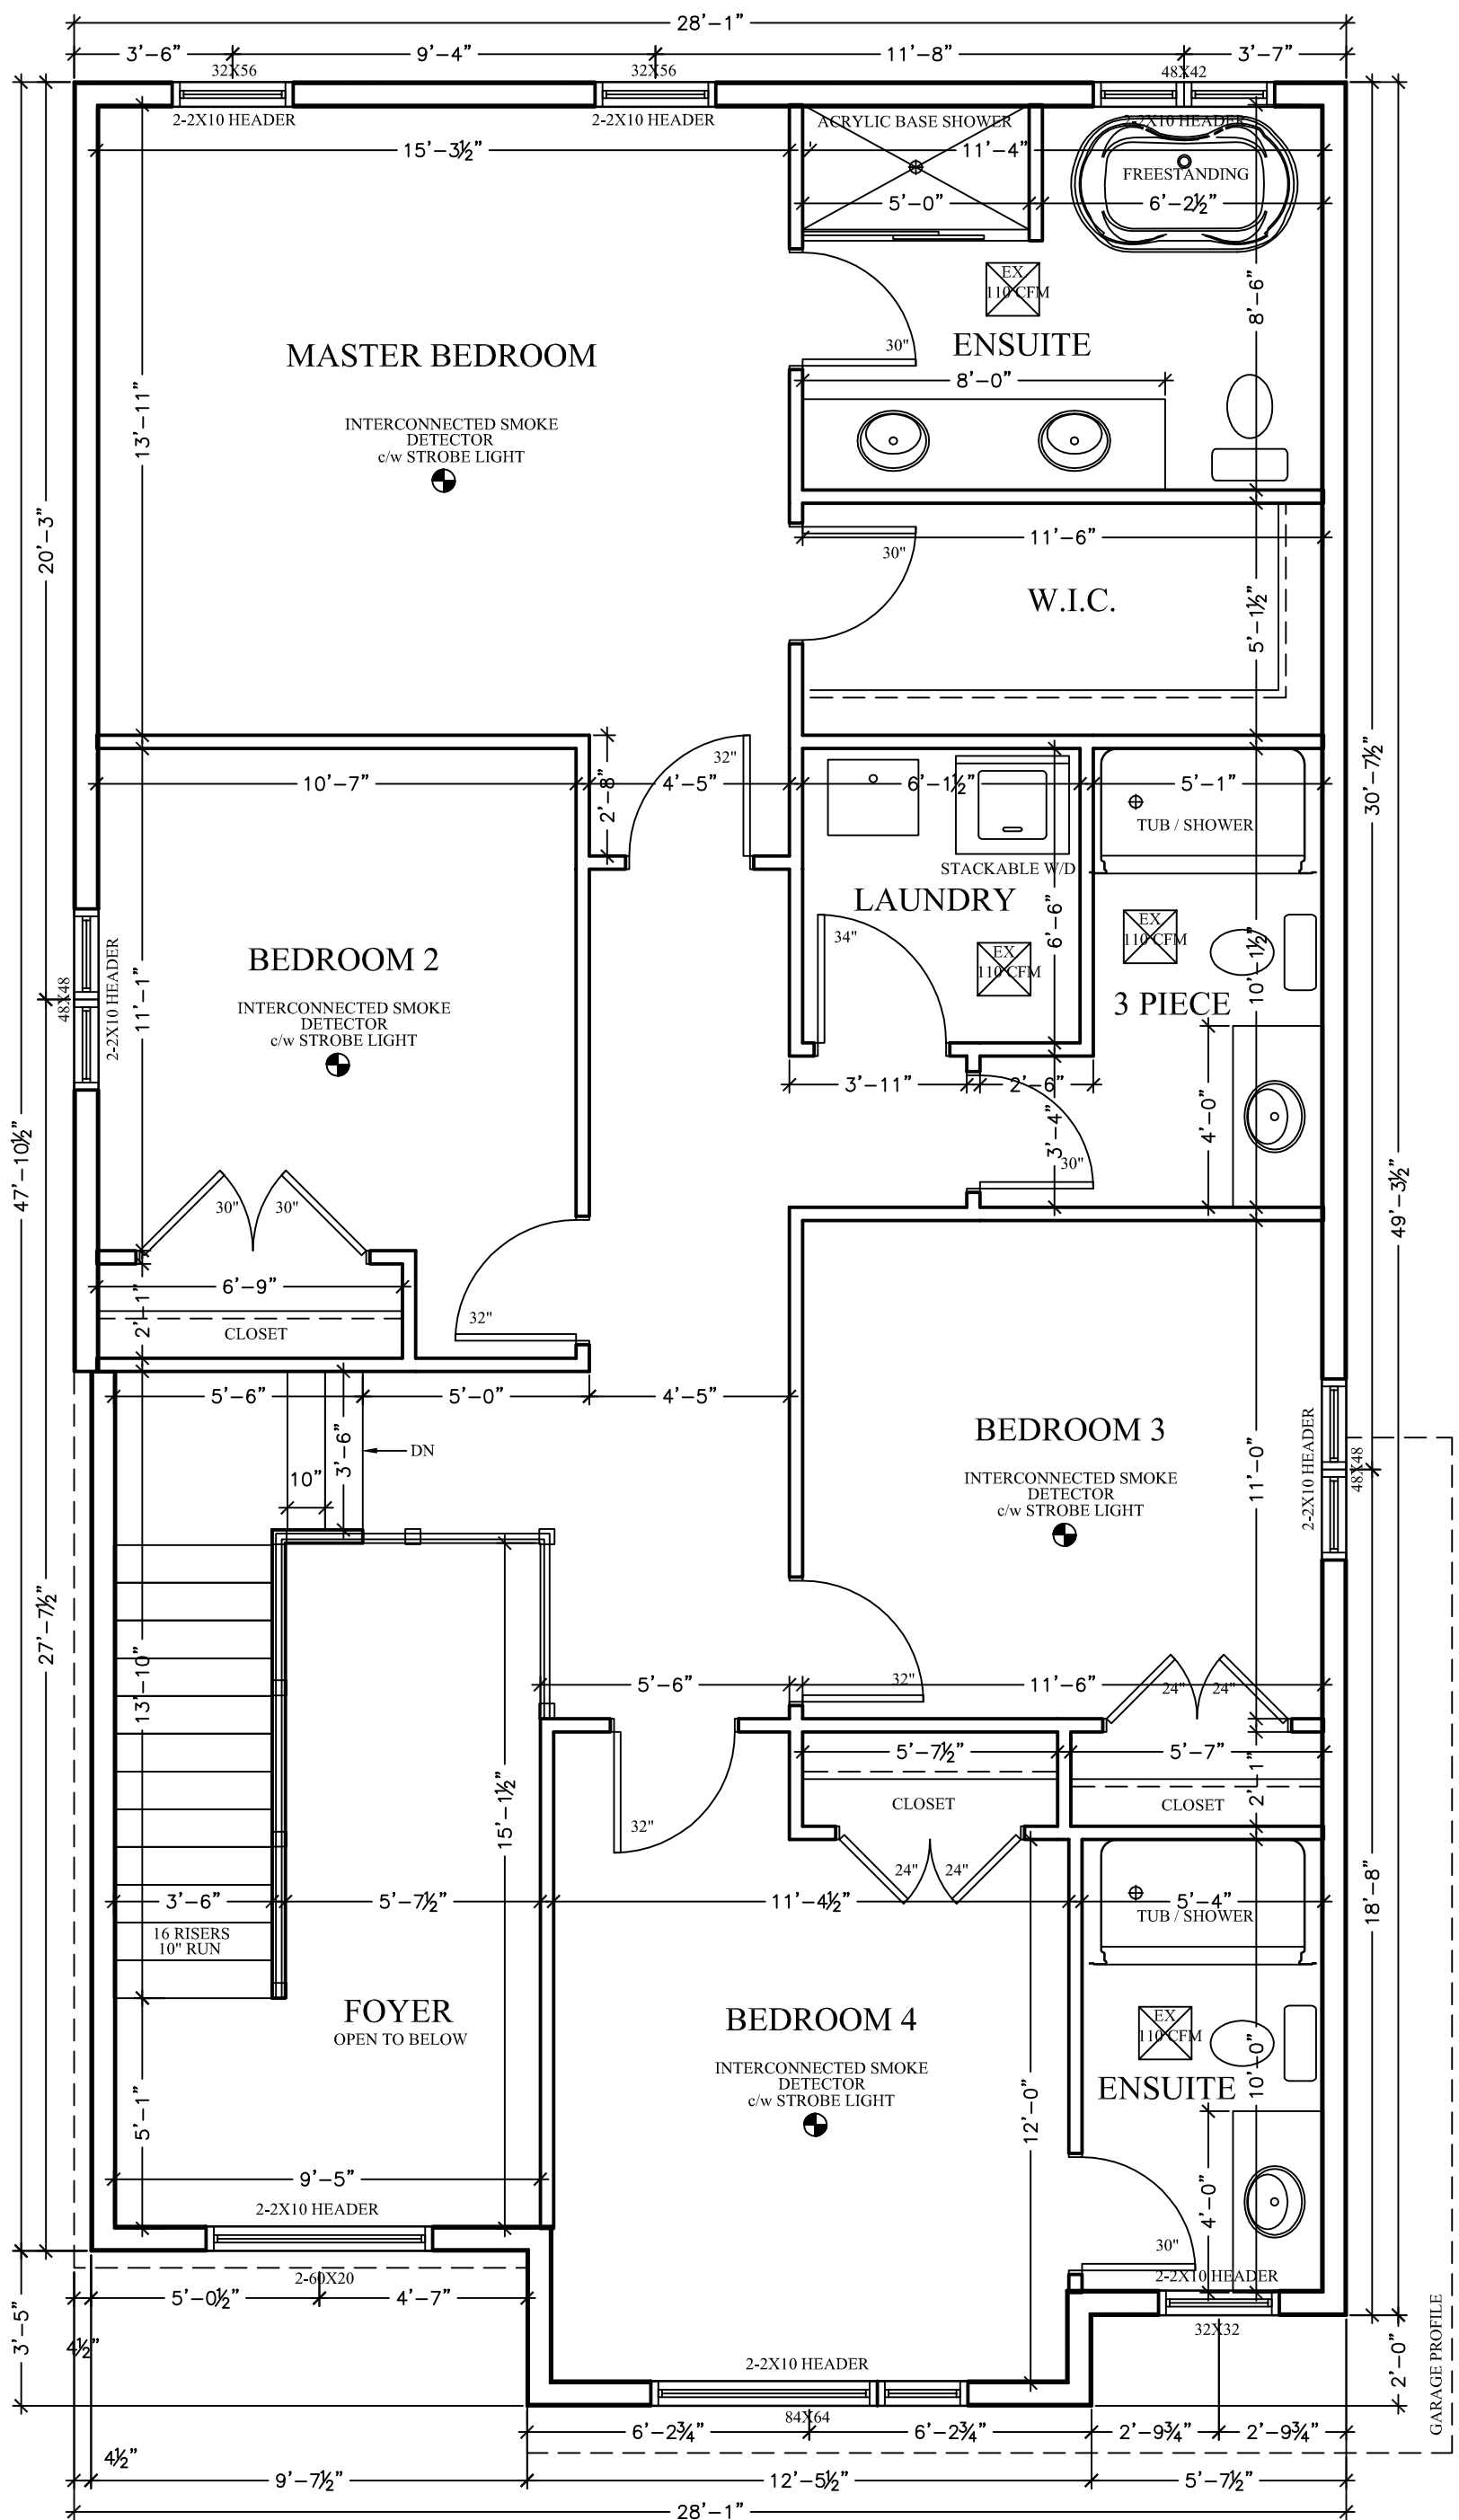 28'-1"
3'-6" 9'-4" 11'-8" 3'-7"
32X56 32X56 48X42
2-2X10 HEADER 2-2X10 HEADER ACRYLIC BASE SHOWER 2-2X10 HEADER
15'-3½" 11'-4"
FREESTANDING
5'-0" 6'-2½"
EX
110 CFM
8'-6"
30"
ENSUITE
MASTER BEDROOM
8'-0"
13'-11"
INTERCONNECTED SMOKE
DETECTOR
c/w STROBE LIGHT
20'-3"
11'-6"
30"
W.I.C.
5'-1½"
30'-7½"
32"
10'-7" 2'-8" 4'-5" 6'-1½" 5'-1"
TUB / SHOWER
STACKABLE W/D
LAUNDRY
6'-6"
34"
EX
110 CFM
EX
110 CFM
10'-1½"
3 PIECE
BEDROOM 2
INTERCONNECTED SMOKE
DETECTOR
c/w STROBE LIGHT
48X48
2-2X10 HEADER
11'-1"
3'-11" 2'-6"
3'-4"
4'-0"
30"
47'-10½"
49'-3½"
30" 30"
6'-9"
2'-1"
CLOSET
32"
5'-6" 5'-0" 4'-5"
3'-6"
DN
10"
BEDROOM 3
INTERCONNECTED SMOKE
DETECTOR
c/w STROBE LIGHT
11'-0"
2-2X10 HEADER
48X48
27'-7½"
13'-10"
5'-6" 32" 11'-6" 24" 24"
5'-7½" 5'-7"
2'-1"
CLOSET CLOSET
15'-1½"
32"
24" 24"
3'-6" 5'-7½" 11'-4½" 5'-4"
TUB / SHOWER
18'-8"
16 RISERS
10" RUN
FOYER
OPEN TO BELOW
BEDROOM 4
INTERCONNECTED SMOKE
DETECTOR
c/w STROBE LIGHT
EX
110 CFM
10'-0"
ENSUITE
12'-0"
5'-1"
9'-5"
4'-0"
2-2X10 HEADER
30"
2-60X20
2-2X10 HEADER
5'-0½" 4'-7"
32X32
3'-5"
4½"
2-2X10 HEADER
2'-0"
GARAGE PROFILE
84X64
6'-2¾" 6'-2¾" 2'-9¾" 2'-9¾"
4½"
9'-7½" 12'-5½" 5'-7½"
28'-1"